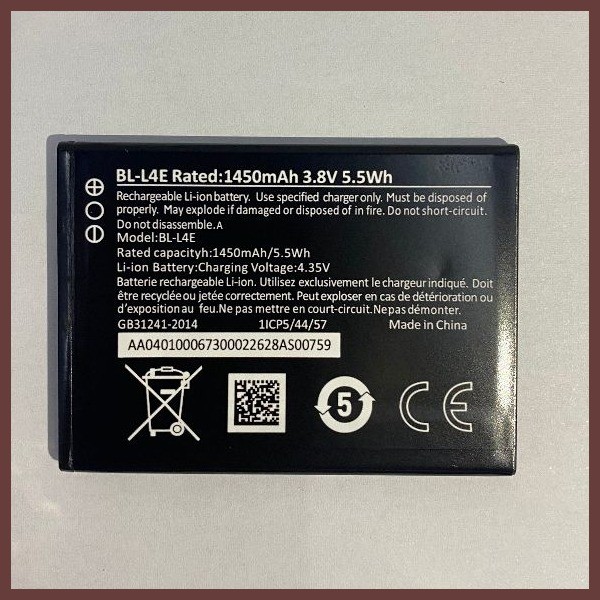 BL-L4E Rated:1450mAh 3.8V 5.5Wh
Rechargeable Li-ion battery. Use specified charger only. Must be disposed of
properly. May explode if damaged or disposed of in fire. Do not short-circuit.
Do not disassemble.A
Model:BL-L4E
Rated capacityh:1450mAh/5.5Wh
Li-ion Battery:Charging Voltage:4.35V
Batterie rechargeable Li-ion. Utilisez exclusivement le chargeur indiqué. Doit
être recyclée ou jetée correctement. Peut exploser en cas de détérioration ou
d'exposition au feu.Ne pas mettre en court-circuit.Ne pas démonter.
GB31241-2014 1ICP5/44/57 Made in China
AA040100067300022628AS00759
5 CE